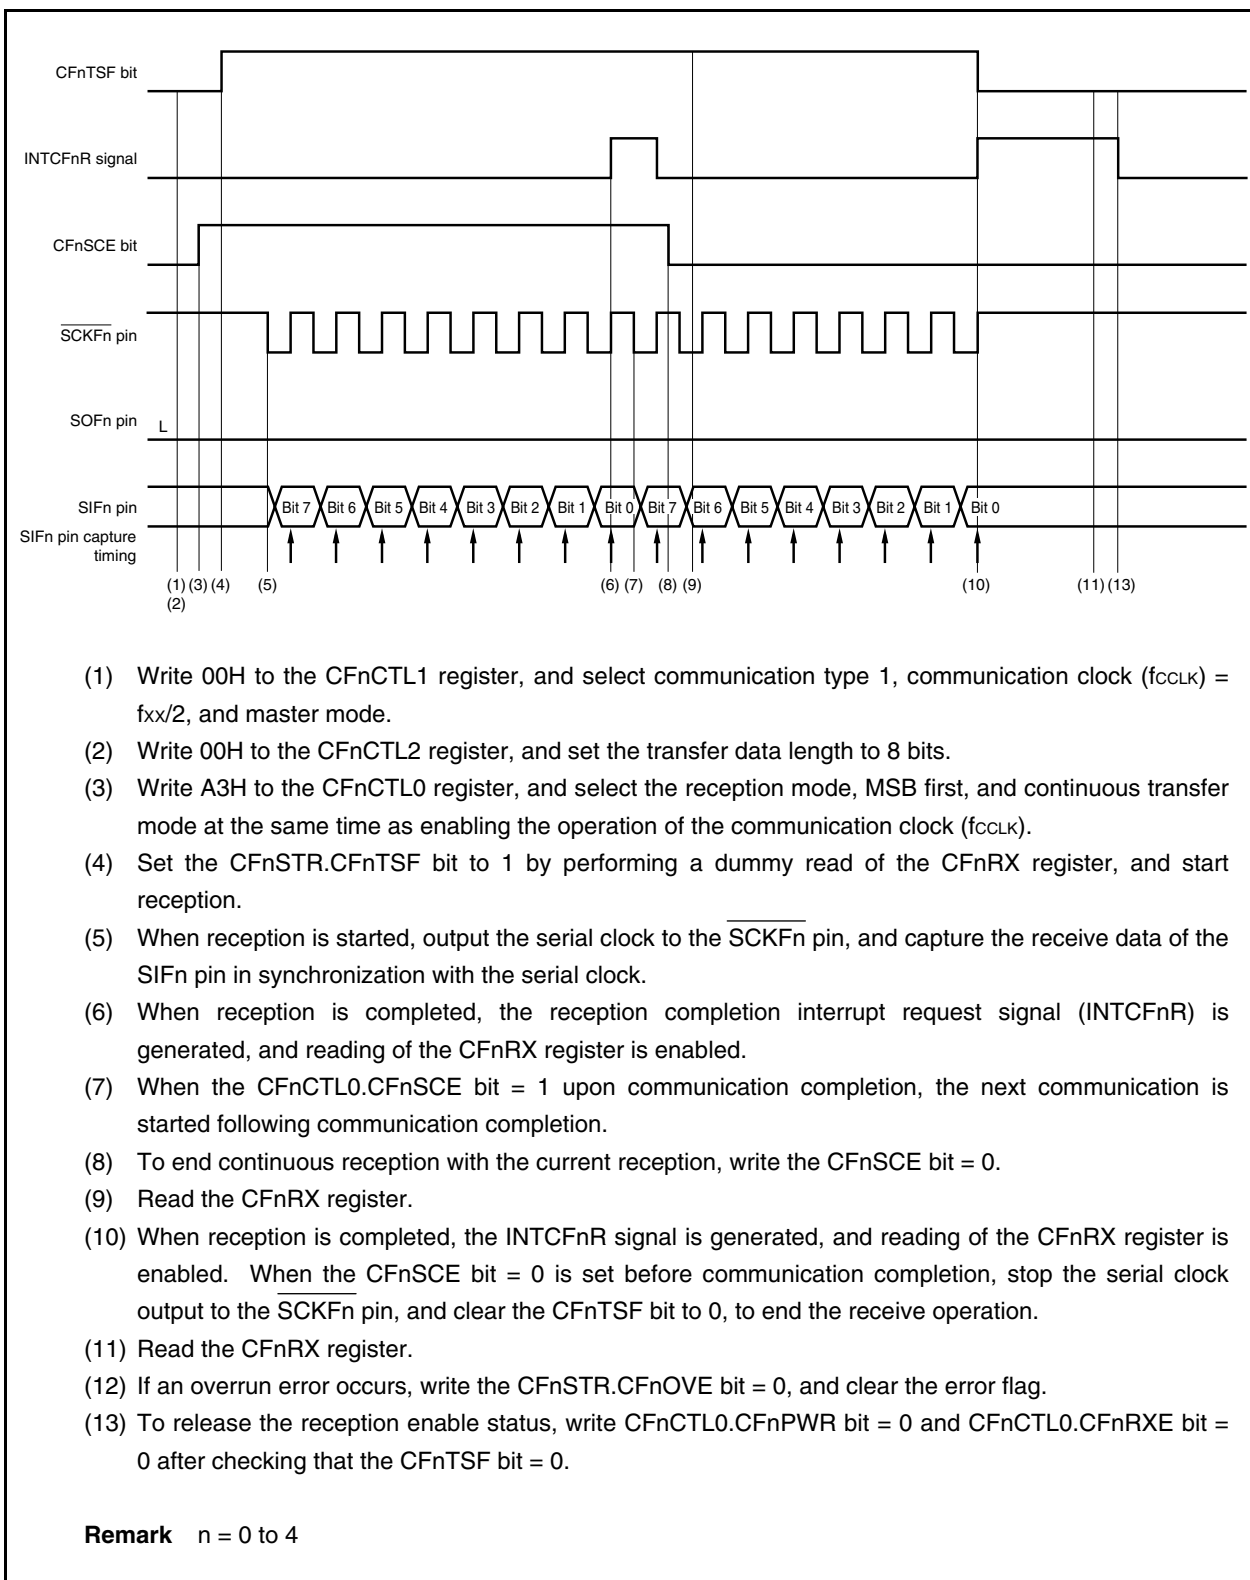 CFnTSF bit
INTCFnR signal
CFnSCE bit
SCKFn pin
SOFn pin L
SIFn pin Bit 7 Bit 6 Bit 5 Bit 4 Bit 3 Bit 2 Bit 1 Bit 0 Bit 7 Bit 6 Bit 5 Bit 4 Bit 3 Bit 2 Bit 1 Bit 0
SIFn pin capture
timing
(1) (3) (4) (5) (6) (7) (8) (9) (10) (11) (13)
(2)
(1) Write 00H to the CFnCTL1 register, and select communication type 1, communication clock (fCCLK) =
fXX/2, and master mode.
(2) Write 00H to the CFnCTL2 register, and set the transfer data length to 8 bits.
(3) Write A3H to the CFnCTL0 register, and select the reception mode, MSB first, and continuous transfer
mode at the same time as enabling the operation of the communication clock (fCCLK).
(4) Set the CFnSTR.CFnTSF bit to 1 by performing a dummy read of the CFnRX register, and start
reception.
(5) When reception is started, output the serial clock to the SCKFn pin, and capture the receive data of the
SIFn pin in synchronization with the serial clock.
(6) When reception is completed, the reception completion interrupt request signal (INTCFnR) is
generated, and reading of the CFnRX register is enabled.
(7) When the CFnCTL0.CFnSCE bit = 1 upon communication completion, the next communication is
started following communication completion.
(8) To end continuous reception with the current reception, write the CFnSCE bit = 0.
(9) Read the CFnRX register.
(10) When reception is completed, the INTCFnR signal is generated, and reading of the CFnRX register is
enabled. When the CFnSCE bit = 0 is set before communication completion, stop the serial clock
output to the SCKFn pin, and clear the CFnTSF bit to 0, to end the receive operation.
(11) Read the CFnRX register.
(12) If an overrun error occurs, write the CFnSTR.CFnOVE bit = 0, and clear the error flag.
(13) To release the reception enable status, write CFnCTL0.CFnPWR bit = 0 and CFnCTL0.CFnRXE bit =
0 after checking that the CFnTSF bit = 0.
Remark n = 0 to 4